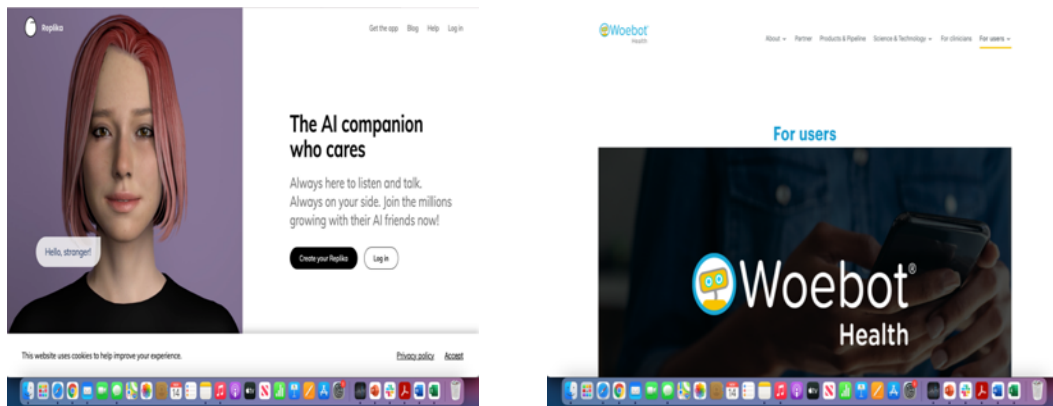 Replika
Get the app Blog Help Log in
The AI companion
who cares
Always here to listen and talk.
Always on your side. Join the millions
growing with their AI friends now!
Create your Replika Log in
Hello, stranger!
This website uses cookies to help improve your experience. Privacy policy Accept
14
Woebot
Health
About Partner Products & Pipeline Science & Technology For clinicians For users
For users
Woebot®
Health
14